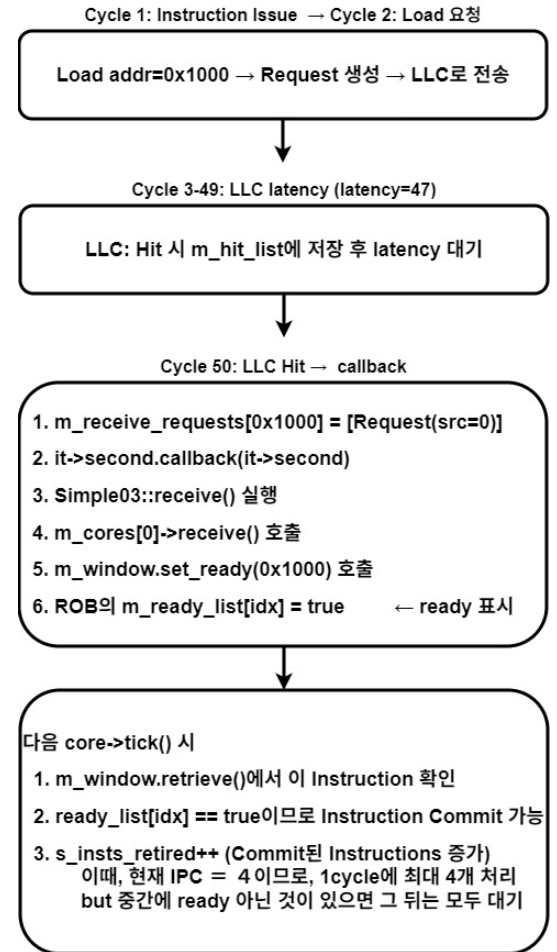 Cycle 1: Instruction Issue → Cycle 2: Load 요청
Load addr=0x1000 → Request 생성 → LLC로 전송
Cycle 3-49: LLC latency (latency=47)
LLC: Hit 시 m_hit_list에 저장 후 latency 대기
Cycle 50: LLC Hit → callback
1. m_receive_requests[0x1000] = [Request(src=0)]
2. it->second.callback(it->second)
3. SimpleO3::receive() 실행
4. m_cores[0]->receive() 호출
5. m_window.set_ready(0x1000) 호출
6. ROB의 m_ready_list[idx] = true ← ready 표시
다음 core->tick() 시
1. m_window.retrieve()에서 이 Instruction 확인
2. ready_list[idx] == true이므로 Instruction Commit 가능
3. s_insts_retired++ (Commit된 Instructions 증가)
이때, 현재 IPC = 4이므로, 1cycle에 최대 4개 처리
but 중간에 ready 아닌 것이 있으면 그 뒤는 모두 대기